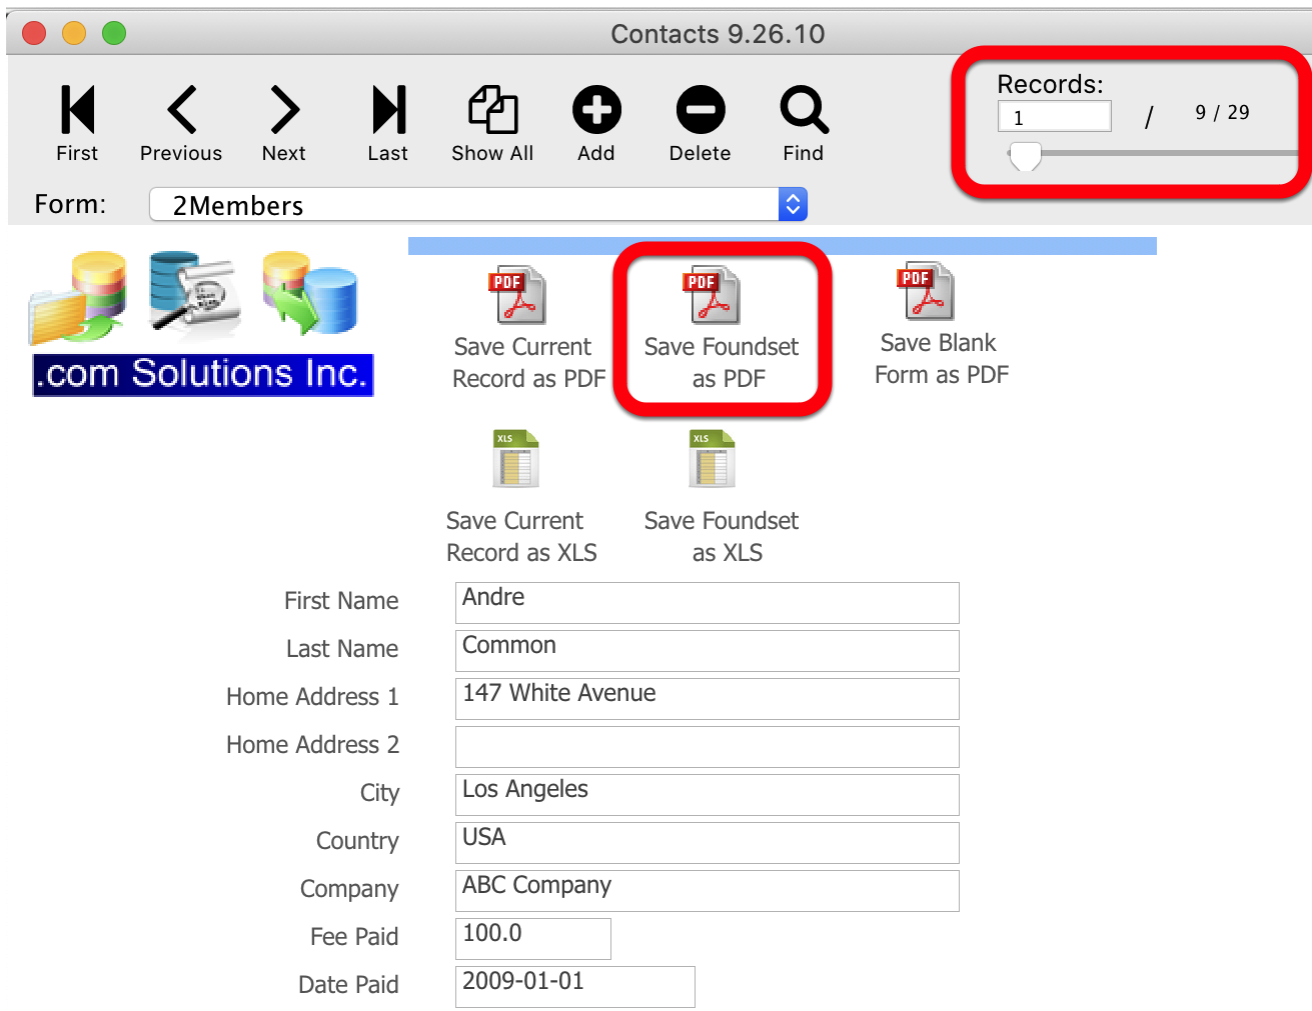 Contacts 9.26.10
Records:
1 / 9 / 29
First Previous Next Last Show All Add Delete Find
Form: 2Members
PDF PDF PDF
Save Current Record as PDF
Save Foundset as PDF
Save Blank Form as PDF
.com Solutions Inc.
XLS XLS
Save Current Record as XLS
Save Foundset as XLS
First Name Andre
Last Name Common
Home Address 1 147 White Avenue
Home Address 2
City Los Angeles
Country USA
Company ABC Company
Fee Paid 100.0
Date Paid 2009-01-01